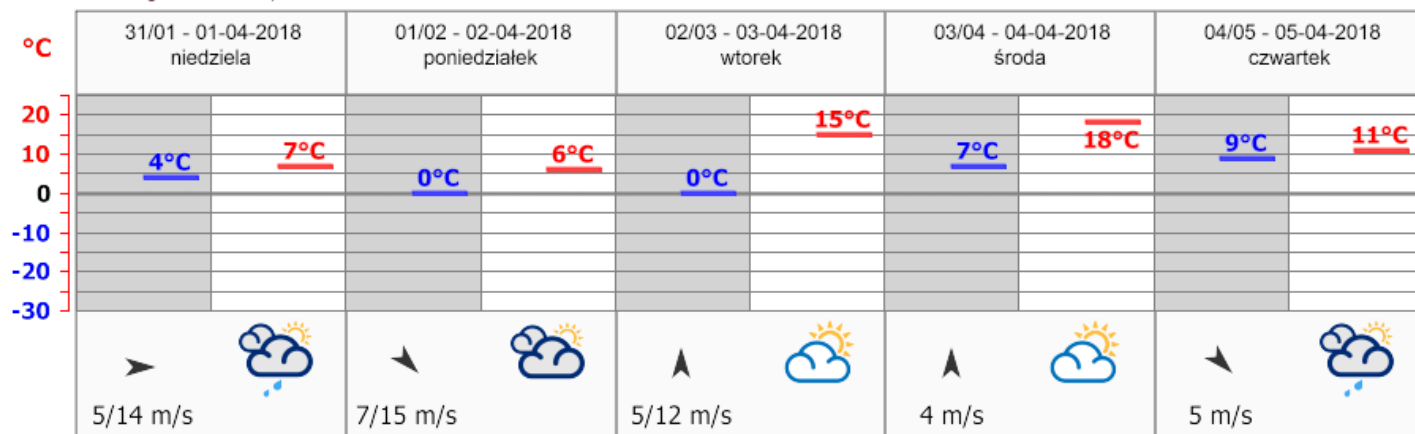 °C
31/01 - 01-04-2018
niedziela
01/02 - 02-04-2018
poniedziałek
02/03 - 03-04-2018
wtorek
03/04 - 04-04-2018
środa
04/05 - 05-04-2018
czwartek
20
10
0
-10
-20
-30
4°C
7°C
0°C
6°C
0°C
15°C
7°C
18°C
9°C
11°C
5/14 m/s
7/15 m/s
5/12 m/s
4 m/s
5 m/s